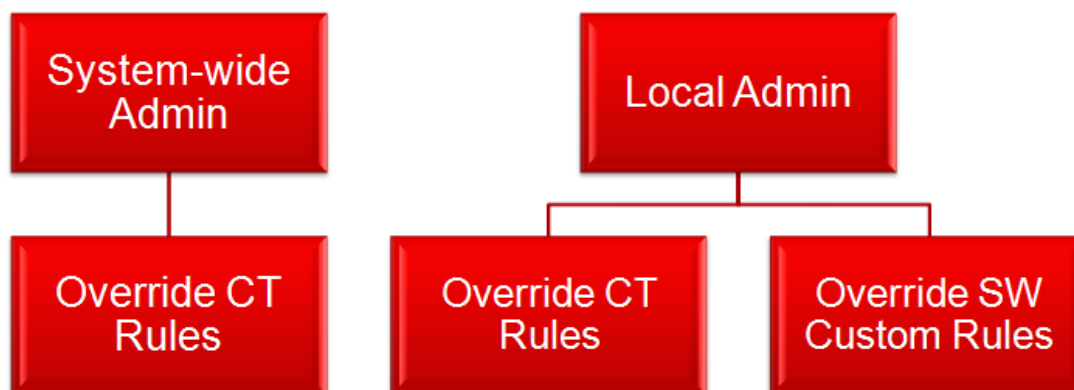 System-wide
Admin
Local Admin
Override CT
Rules
Override CT
Rules
Override SW
Custom Rules